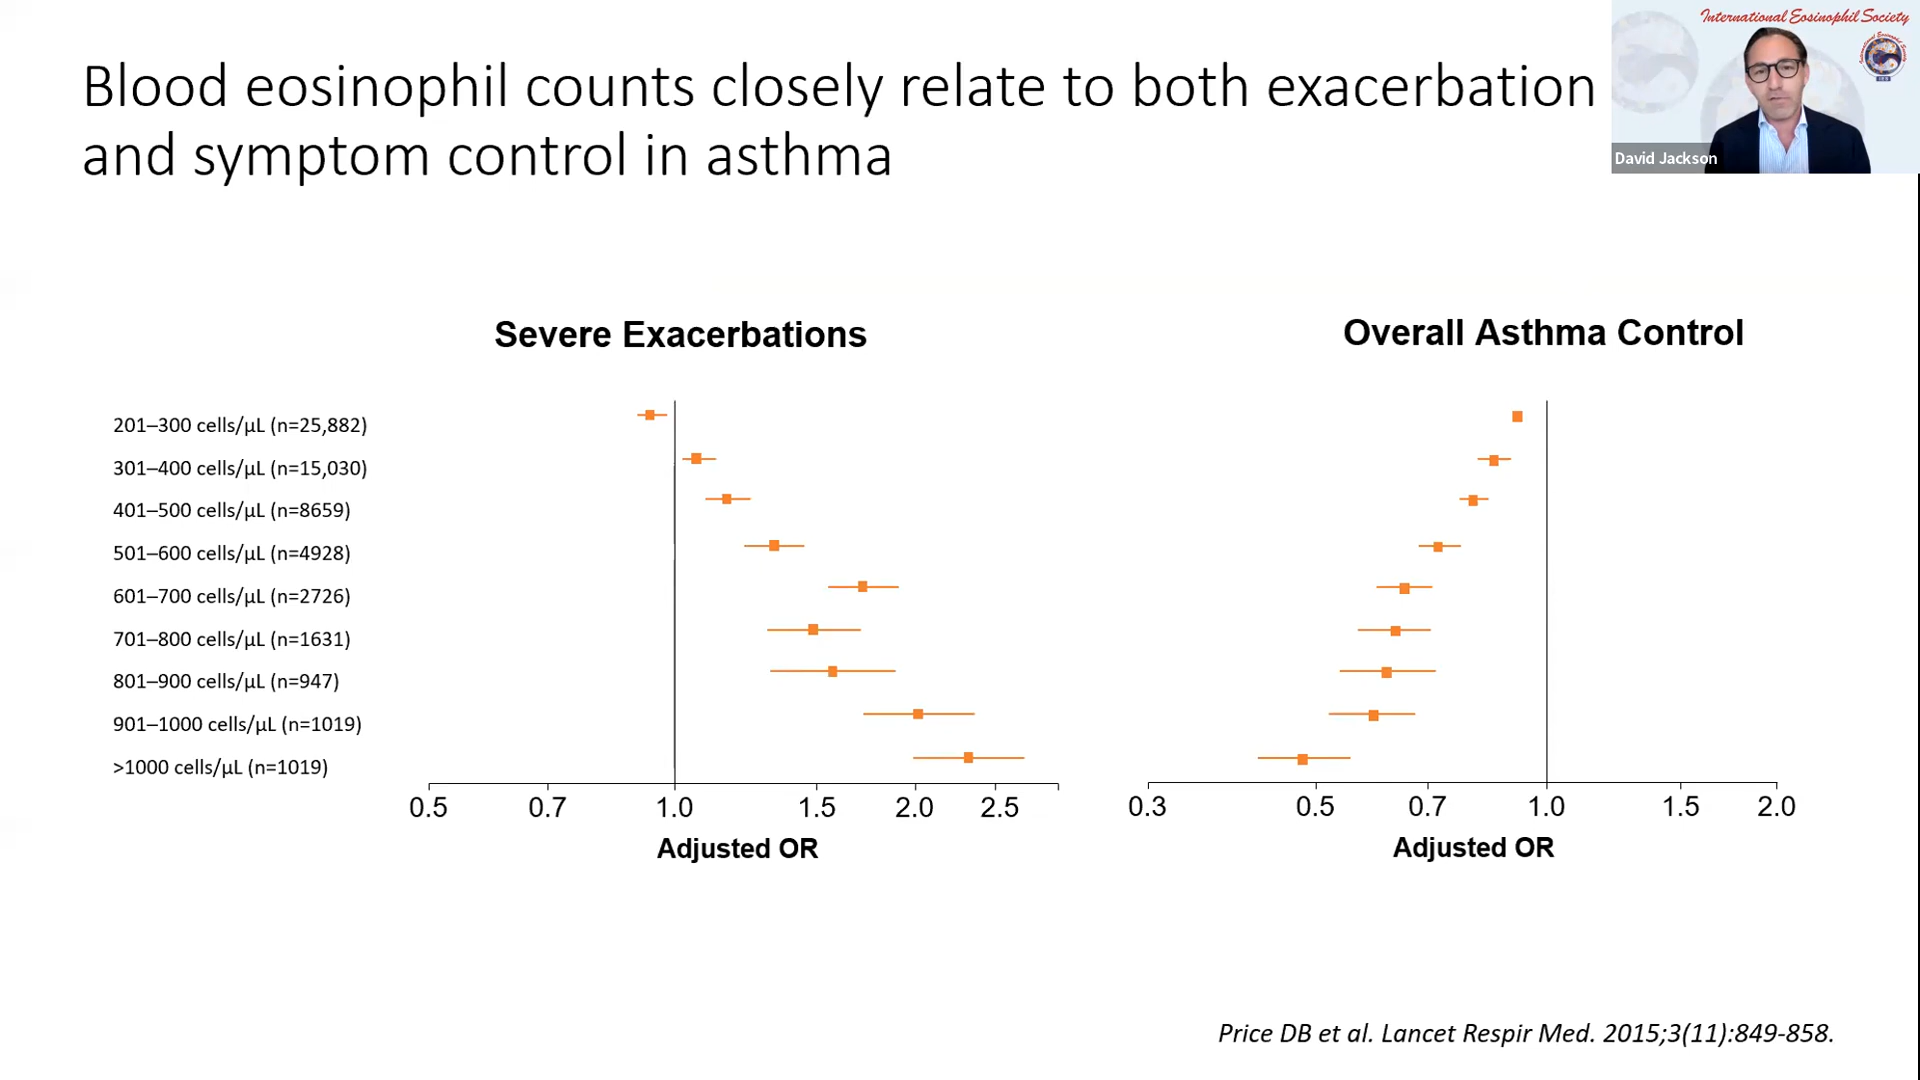 International Eosinophil Society
David Jackson
Blood eosinophil counts closely relate to both exacerbation
and symptom control in asthma
Severe Exacerbations
Overall Asthma Control
201–300 cells/µL (n=25,882)
301–400 cells/µL (n=15,030)
401–500 cells/µL (n=8659)
501–600 cells/µL (n=4928)
601–700 cells/µL (n=2726)
701–800 cells/µL (n=1631)
801–900 cells/µL (n=947)
901–1000 cells/µL (n=1019)
>1000 cells/µL (n=1019)
0.5 0.7 1.0 1.5 2.0 2.5
Adjusted OR
0.3 0.5 0.7 1.0 1.5 2.0
Adjusted OR
Price DB et al. Lancet Respir Med. 2015;3(11):849-858.